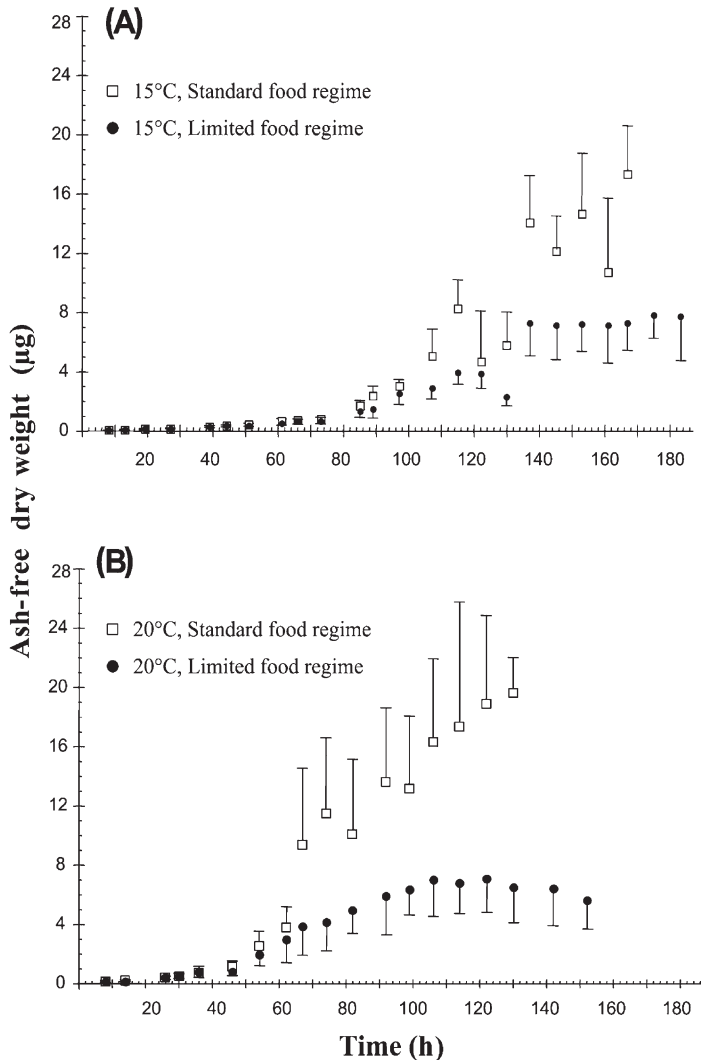 Ash-free dry weight (µg)
(A)
28
24
20
16
12
8
4
0
15°C, Standard food regime
15°C, Limited food regime
20 40 60 80 100 120 140 160 180
(B)
28
24
20
16
12
8
4
0
20°C, Standard food regime
20°C, Limited food regime
20 40 60 80 100 120 140 160 180
Time (h)